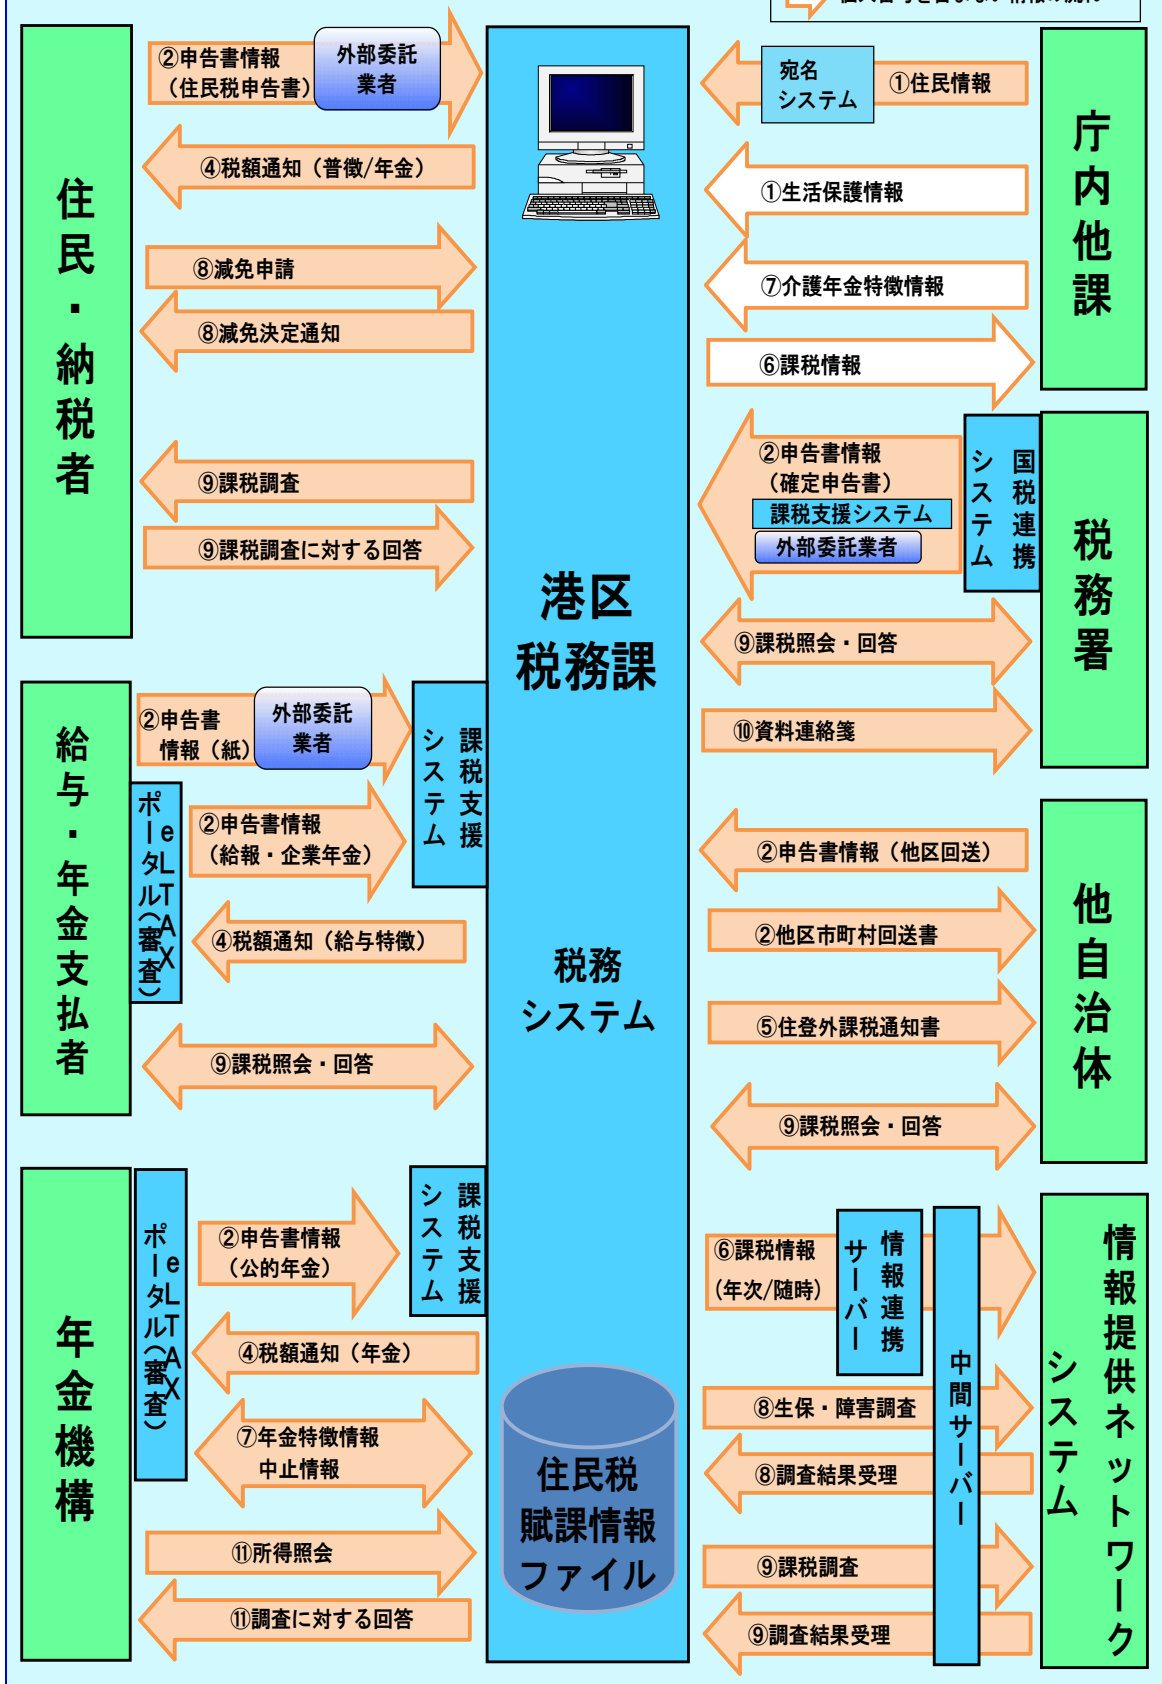 住民・納税者
②申告書情報
(住民税申告書)
外部委託
業者
④税額通知(普徴/年金)
⑧減免申請
⑧減免決定通知
⑨課税調査
⑨課税調査に対する回答
給与・年金支払者
②申告書
情報(紙)
外部委託
業者
課税支援
システム
eLTAX
ポータル(審査)
②申告書情報
(給報・企業年金)
④税額通知(給与特徴)
⑨課税照会・回答
年金機構
eLTAX
ポータル(審査)
②申告書情報
(公的年金)
課税支援
システム
④税額通知(年金)
⑦年金特徴情報
中止情報
⑪所得照会
⑪調査に対する回答
港区
税務課
税務
システム
住民税
賦課情報
ファイル
宛名
システム
①住民情報
①生活保護情報
⑦介護年金特徴情報
⑥課税情報
庁内他課
②申告書情報
(確定申告書)
課税支援システム
外部委託業者
国税連携
システム
⑨課税照会・回答
⑩資料連絡箋
税務署
②申告書情報(他区回送)
②他区市町村回送書
⑤住登外課税通知書
⑨課税照会・回答
他自治体
⑥課税情報
(年次/随時)
情報連携
サーバー
中間サーバー
⑧生保・障害調査
⑧調査結果受理
⑨課税調査
⑨調査結果受理
情報提供ネットワーク
システム